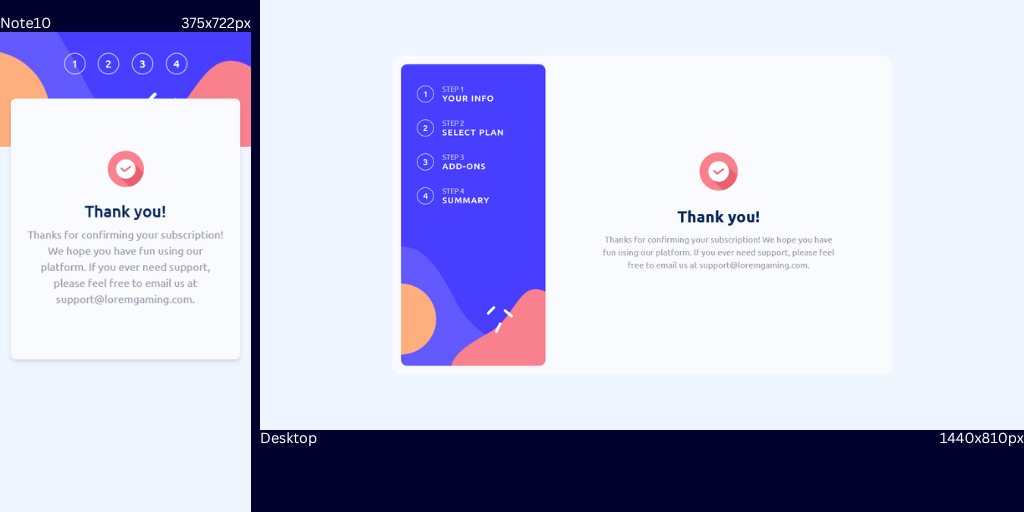 Note10 375x722px
1 2 3 4
Thank you!
Thanks for confirming your subscription!
We hope you have fun using our
platform. If you ever need support,
please feel free to email us at
support@loremgaming.com.
1 STEP 1
YOUR INFO
2 STEP 2
SELECT PLAN
3 STEP 3
ADD-ONS
4 STEP 4
SUMMARY
Thank you!
Thanks for confirming your subscription! We hope you have
fun using our platform. If you ever need support, please feel
free to email us at support@loremgaming.com.
Desktop 1440x810px